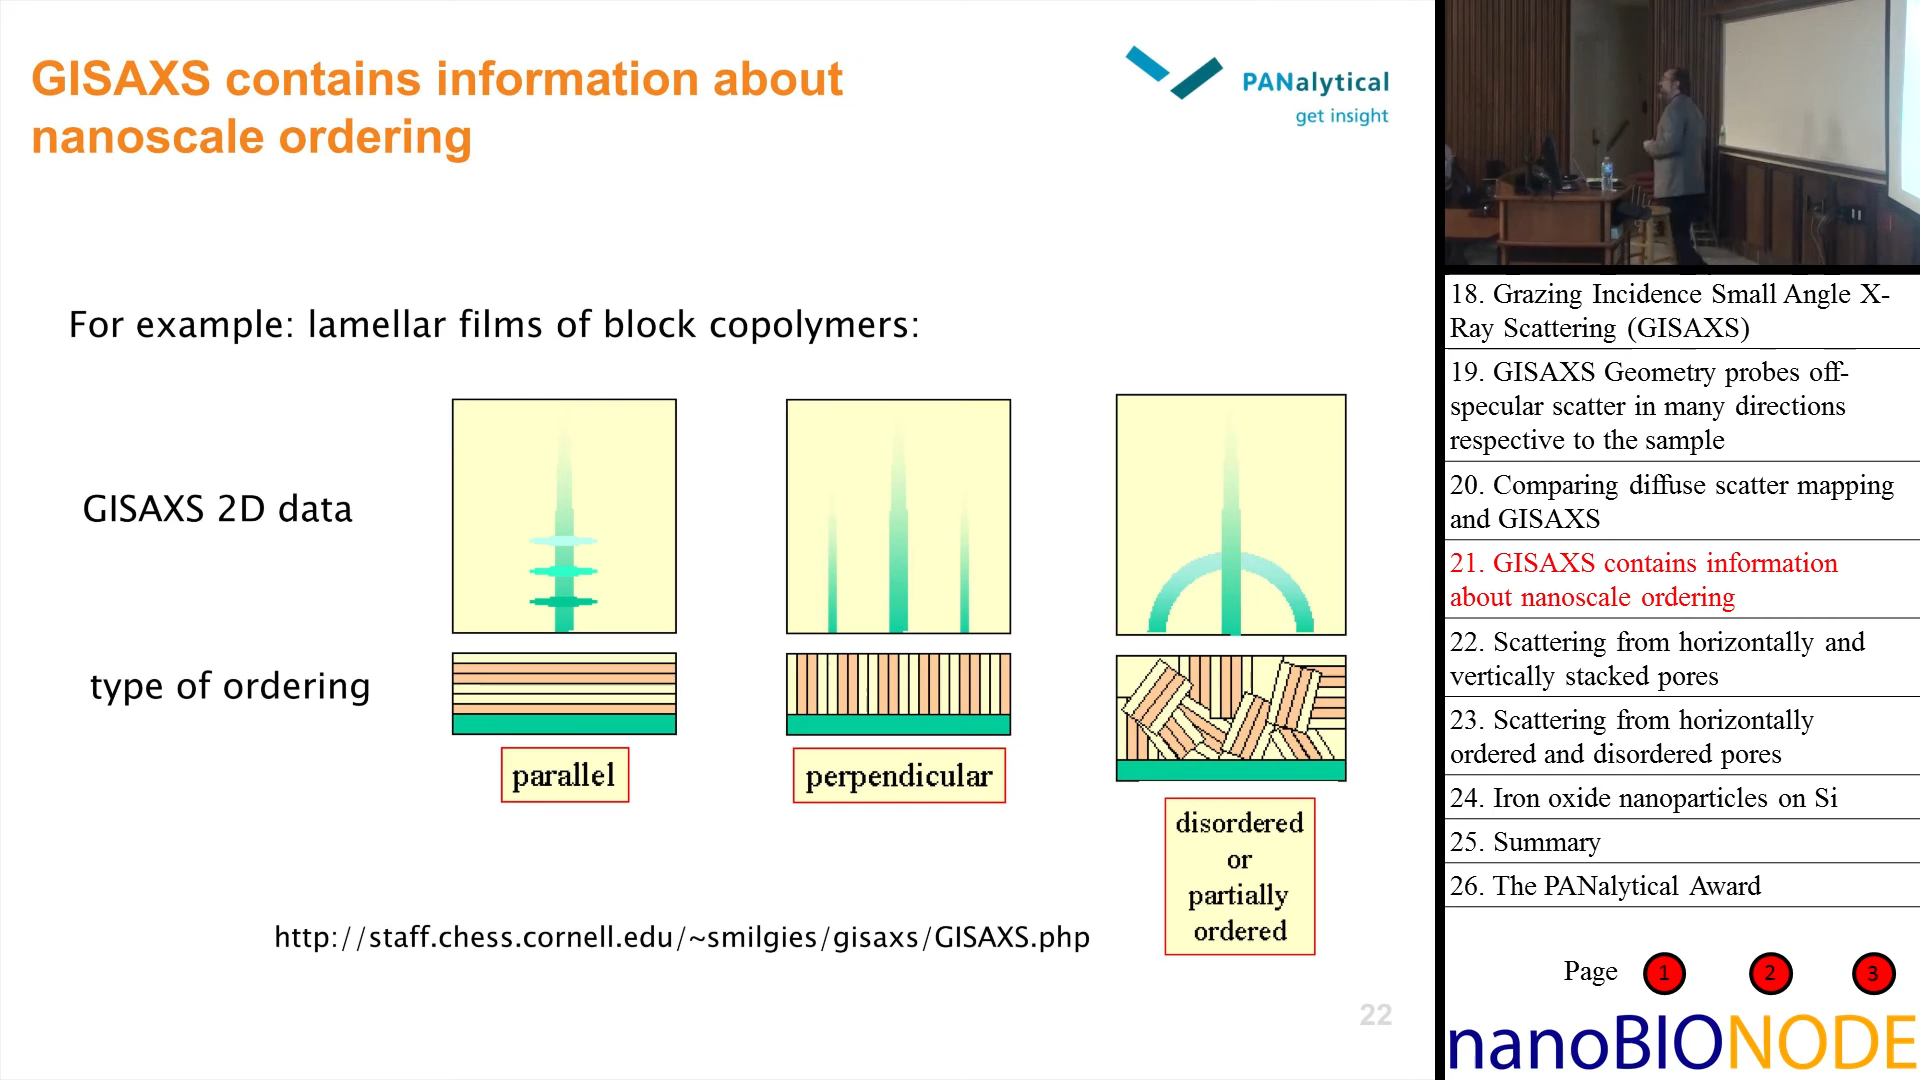 GISAXS contains information about
nanoscale ordering
PANalytical
get insight
For example: lamellar films of block copolymers:
GISAXS 2D data
type of ordering
parallel
perpendicular
disordered
or
partially
ordered
http://staff.chess.cornell.edu/~smilgies/gisaxs/GISAXS.php
22
18. Grazing Incidence Small Angle X-
Ray Scattering (GISAXS)
19. GISAXS Geometry probes off-
specular scatter in many directions
respective to the sample
20. Comparing diffuse scatter mapping
and GISAXS
21. GISAXS contains information
about nanoscale ordering
22. Scattering from horizontally and
vertically stacked pores
23. Scattering from horizontally
ordered and disordered pores
24. Iron oxide nanoparticles on Si
25. Summary
26. The PANalytical Award
Page 1 2 3
nanoBIONODE